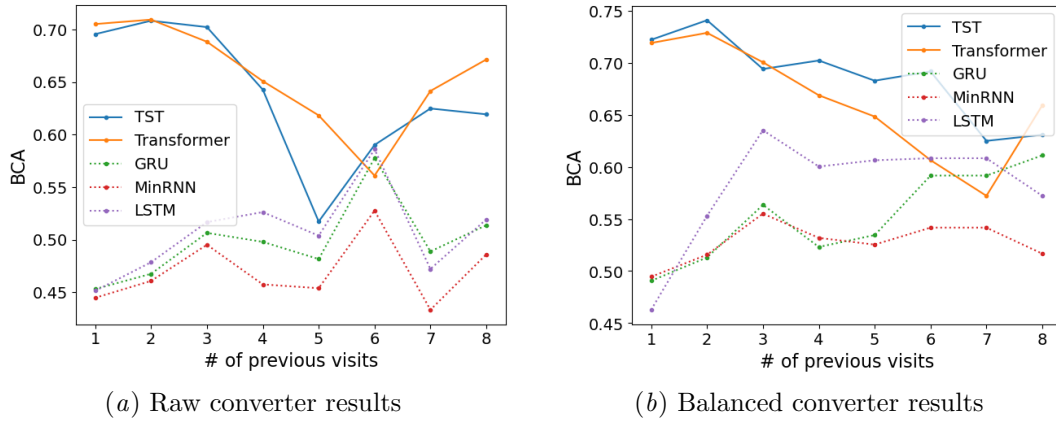 0.70
0.65
0.60
0.55
0.50
0.45
BCA
TST
Transformer
GRU
MinRNN
LSTM
1 2 3 4 5 6 7 8
# of previous visits
(a) Raw converter results
0.75
0.70
0.65
0.60
0.55
0.50
0.45
BCA
TST
Transformer
GRU
MinRNN
LSTM
1 2 3 4 5 6 7 8
# of previous visits
(b) Balanced converter results